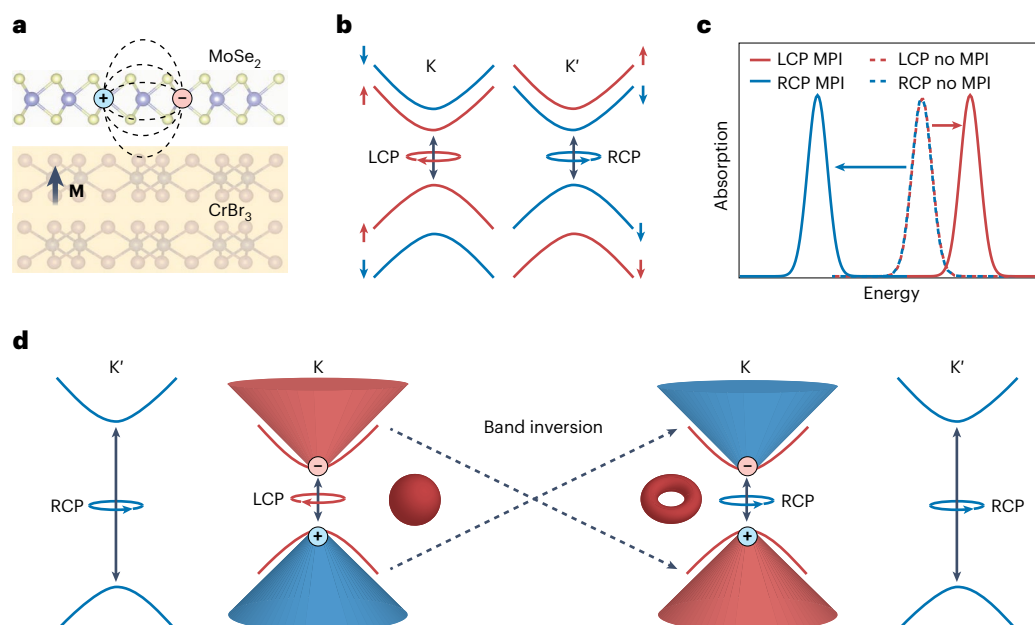 a
MoSe2
+
−
M
CrBr3
b
K
K′
LCP
RCP
c
LCP MPI
LCP no MPI
RCP MPI
RCP no MPI
Absorption
Energy
d
K′
K
K
K′
Band inversion
−
−
RCP
LCP
RCP
RCP
+
+